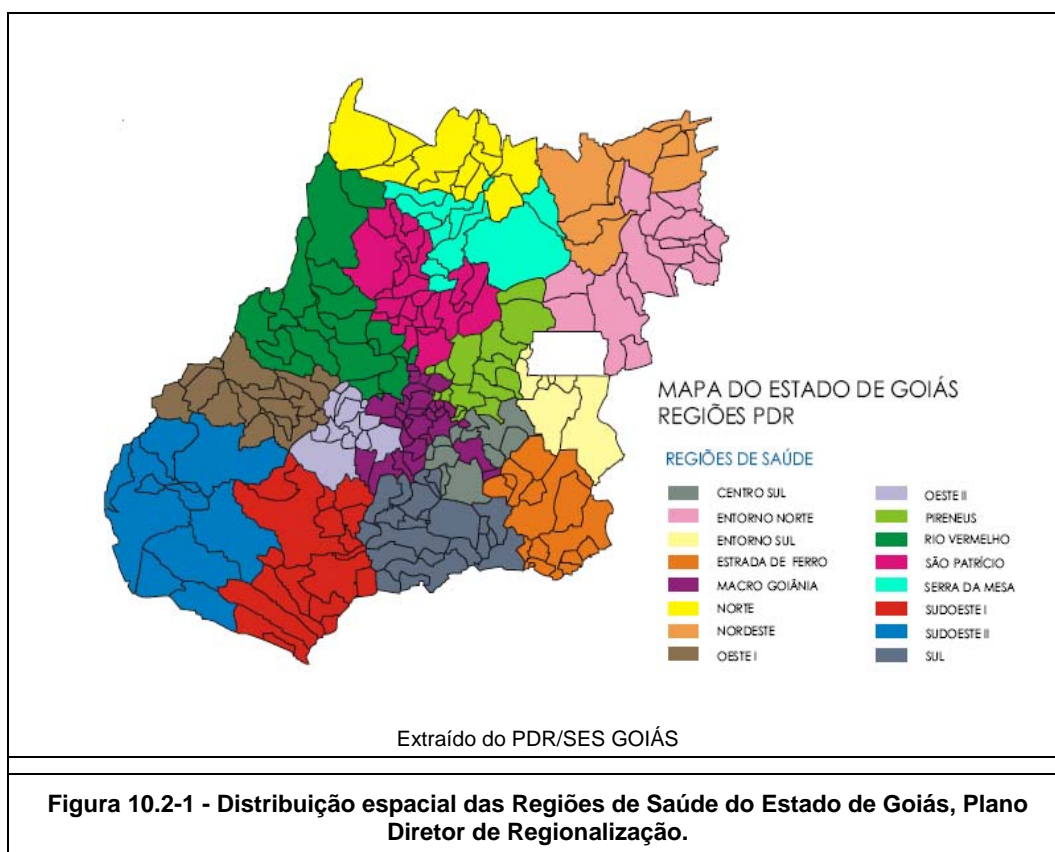 MAPA DO ESTADO DE GOIÁS
REGIÕES PDR
REGIÕES DE SAÚDE
CENTRO SUL
ENTORNO NORTE
ENTORNO SUL
ESTRADA DE FERRO
MACRO GOIÂNIA
NORTE
NORDESTE
OESTE I
OESTE II
PIRENEUS
RIO VERMELHO
SÃO PATRÍCIO
SERRA DA MESA
SUDOESTE I
SUDOESTE II
SUL
Extraído do PDR/SES GOIÁS
Figura 10.2-1 - Distribuição espacial das Regiões de Saúde do Estado de Goiás, Plano
Diretor de Regionalização.